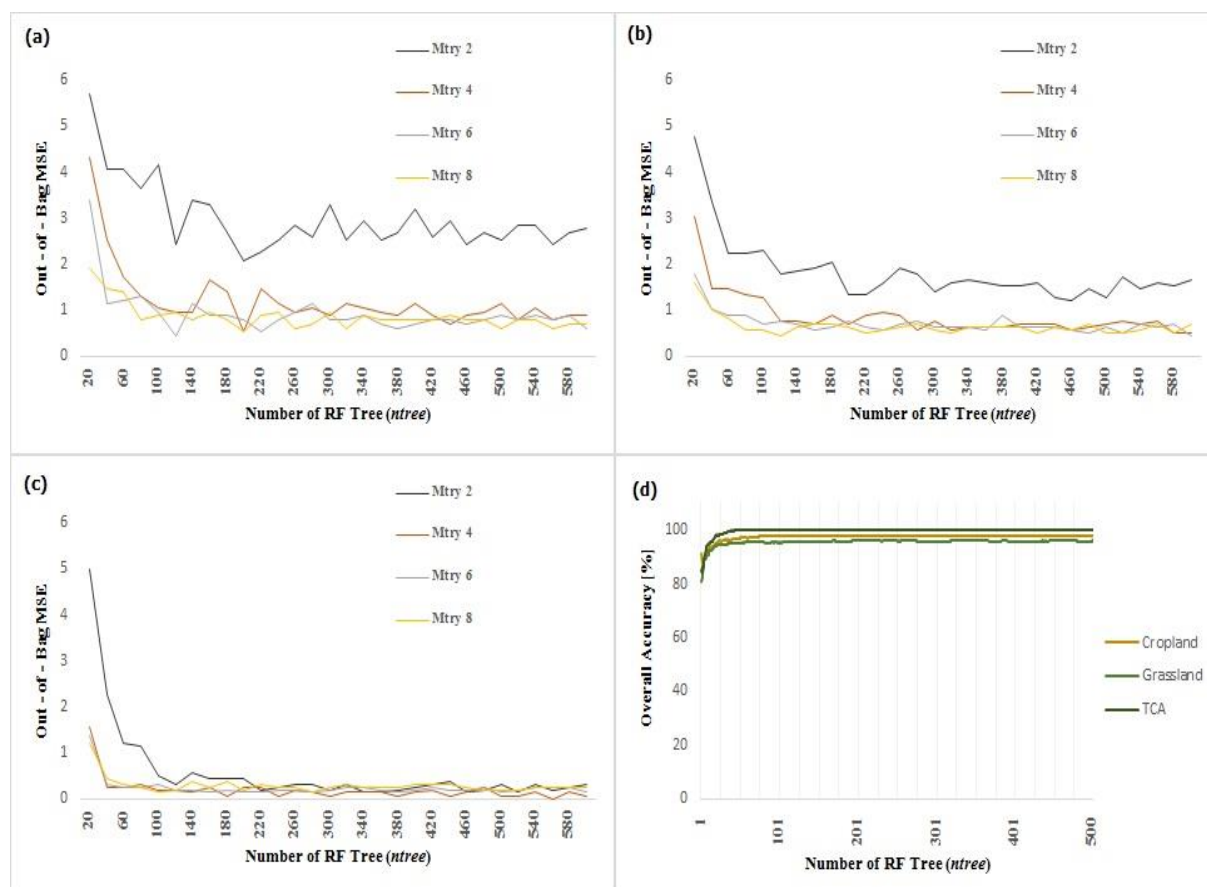 (a)
Mtry 2
Mtry 4
Mtry 6
Mtry 8
Out - of - Bag MSE
6
5
4
3
2
1
0
20
60
100
140
180
220
260
300
340
380
420
460
500
540
580
Number of RF Tree (ntree)
(b)
Mtry 2
Mtry 4
Mtry 6
Mtry 8
Out - of - Bag MSE
6
5
4
3
2
1
0
20
60
100
140
180
220
260
300
340
380
420
460
500
540
580
Number of RF Tree (ntree)
(c)
Mtry 2
Mtry 4
Mtry 6
Mtry 8
Out - of - Bag MSE
6
5
4
3
2
1
0
20
60
100
140
180
220
260
300
340
380
420
460
500
540
580
Number of RF Tree (ntree)
(d)
Overall Accuracy [%]
100
80
60
40
20
0
Cropland
Grassland
TCA
1
101
201
301
401
500
Number of RF Tree (ntree)